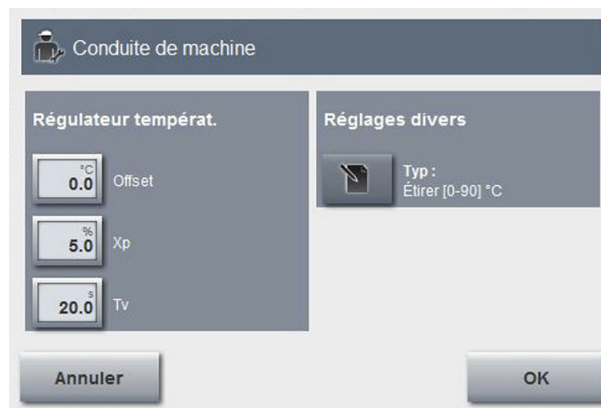 Conduite de machine
Régulateur températ.
°C
0.0 Offset
%
5.0 Xp
s
20.0 Tv
Réglages divers
Typ :
Étirer [0-90] °C
Annuler
OK